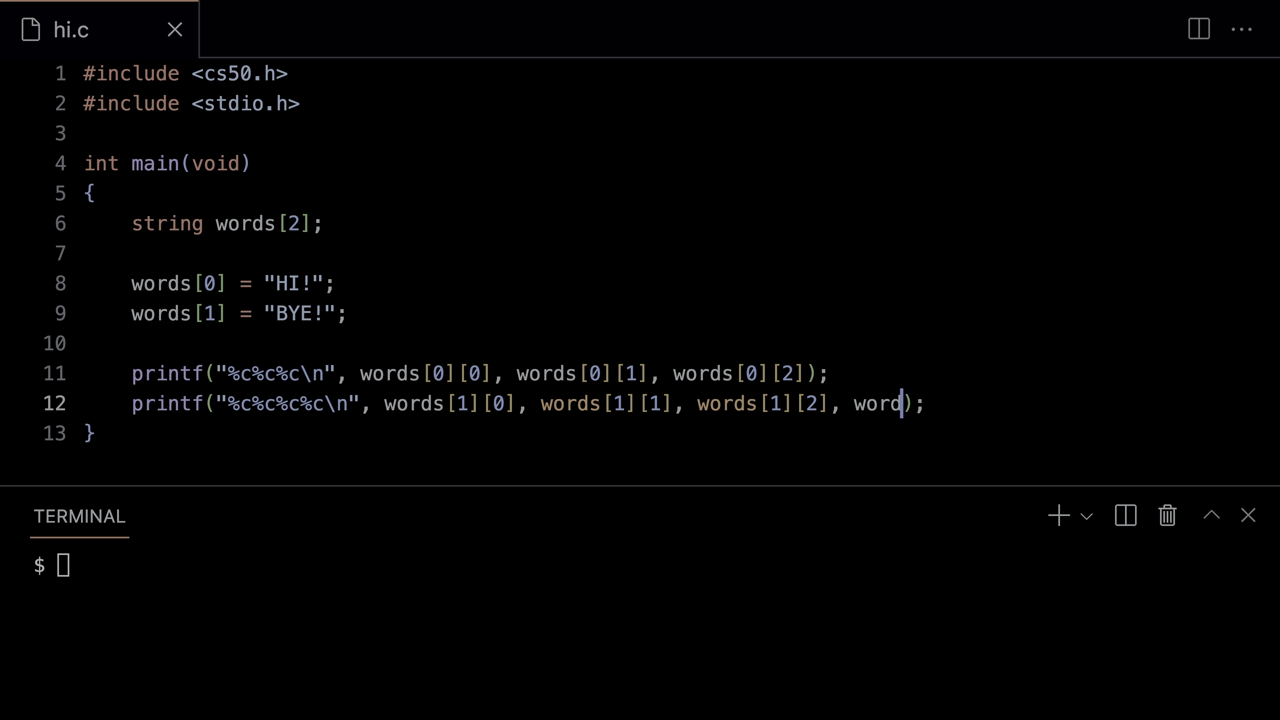 hi.c
1 #include <cs50.h>
2 #include <stdio.h>
3
4 int main(void)
5 {
6     string words[2];
7
8     words[0] = "HI!";
9     words[1] = "BYE!";
10
11     printf("%c%c%c\n", words[0][0], words[0][1], words[0][2]);
12     printf("%c%c%c%c\n", words[1][0], words[1][1], words[1][2], word);
13 }
TERMINAL
$